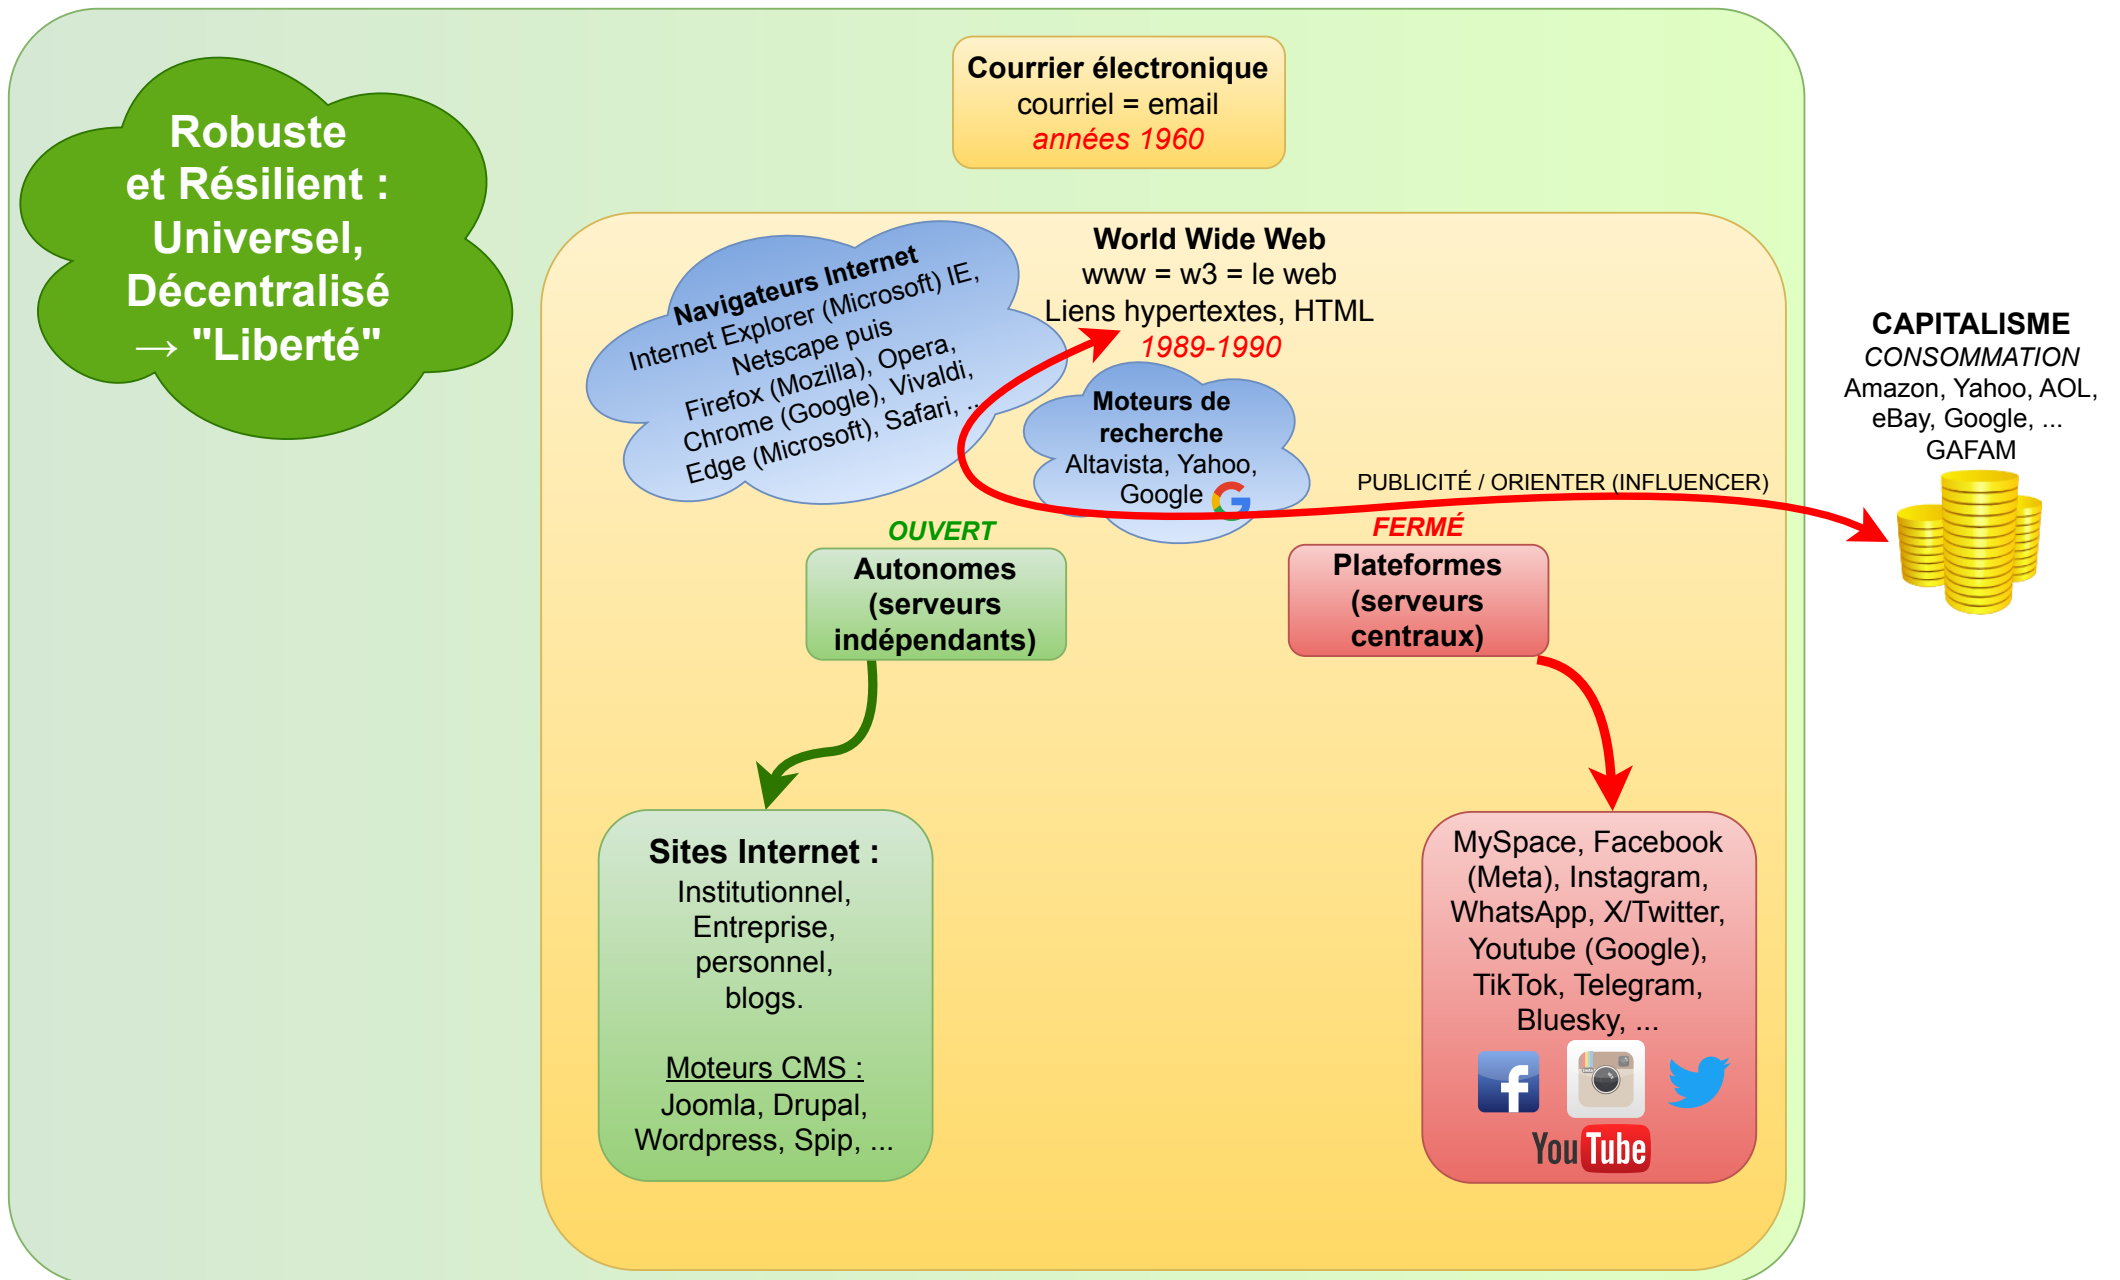 Courrier électronique
courriel = email
années 1960
Robuste
et Résilient :
Universel,
Décentralisé
→ "Liberté"
Navigateurs Internet
Internet Explorer (Microsoft) IE,
Netscape puis
Firefox (Mozilla), Opera,
Chrome (Google), Vivaldi,
Edge (Microsoft), Safari, ...
World Wide Web
www = w3 = le web
Liens hypertextes, HTML
1989-1990
Moteurs de
recherche
Altavista, Yahoo,
Google
CAPITALISME
CONSOMMATION
Amazon, Yahoo, AOL,
eBay, Google, ...
GAFAM
PUBLICITÉ / ORIENTER (INFLUENCER)
OUVERT
Autonomes
(serveurs
indépendants)
FERMÉ
Plateformes
(serveurs
centraux)
Sites Internet :
Institutionnel,
Entreprise,
personnel,
blogs.
Moteurs CMS :
Joomla, Drupal,
Wordpress, Spip, ...
MySpace, Facebook
(Meta), Instagram,
WhatsApp, X/Twitter,
Youtube (Google),
TikTok, Telegram,
Bluesky, ...
YouTube